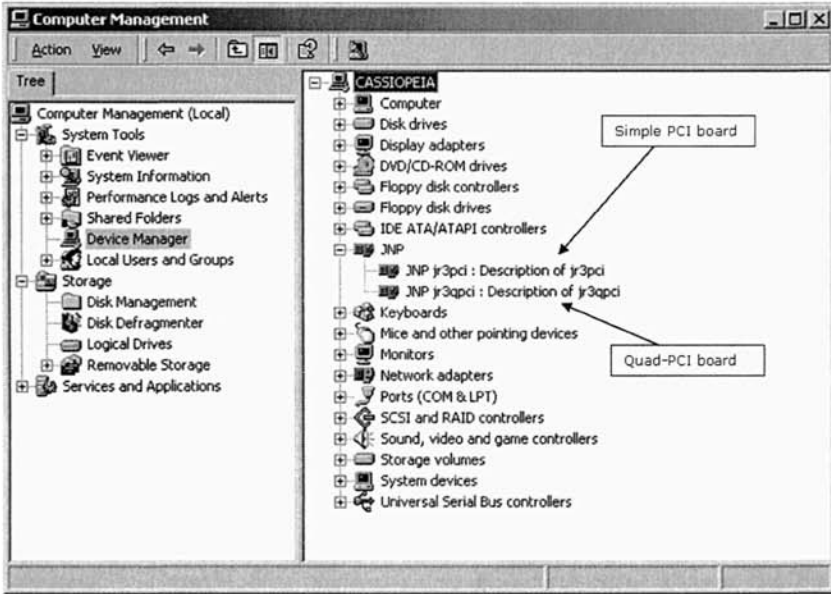 Computer Management
Action View
Tree
Computer Management (Local)
System Tools
Event Viewer
System Information
Performance Logs and Alerts
Shared Folders
Device Manager
Local Users and Groups
Storage
Disk Management
Disk Defragmenter
Logical Drives
Removable Storage
Services and Applications
CASSIOPEIA
Computer
Disk drives
Display adapters
DVD/CD-ROM drives
Floppy disk controllers
Floppy disk drives
IDE ATA/ATAPI controllers
JNP
JNP jr3pci : Description of jr3pci
JNP jr3qpci : Description of jr3qpci
Keyboards
Mice and other pointing devices
Monitors
Network adapters
Ports (COM & LPT)
SCSI and RAID controllers
Sound, video and game controllers
Storage volumes
System devices
Universal Serial Bus controllers
Simple PCI board
Quad-PCI board